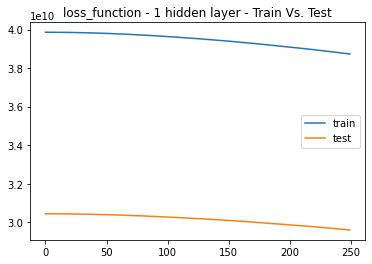 loss_function - 1 hidden layer - Train Vs. Test
1e10
4.0
3.8
3.6
3.4
3.2
3.0
train
test
0 50 100 150 200 250